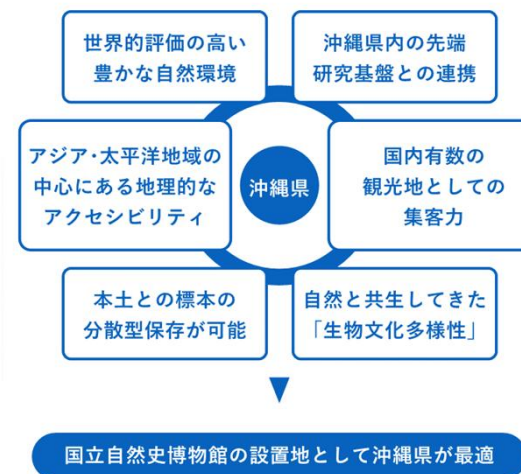 世界的評価の高い
豊かな自然環境
沖縄県内の先端
研究基盤との連携
アジア・太平洋地域の
中心にある地理的な
アクセシビリティ
沖縄県
国内有数の
観光地としての
集客力
本土との標本の
分散型保存が可能
自然と共生してきた
「生物文化多様性」
国立自然史博物館の設置地として沖縄県が最適